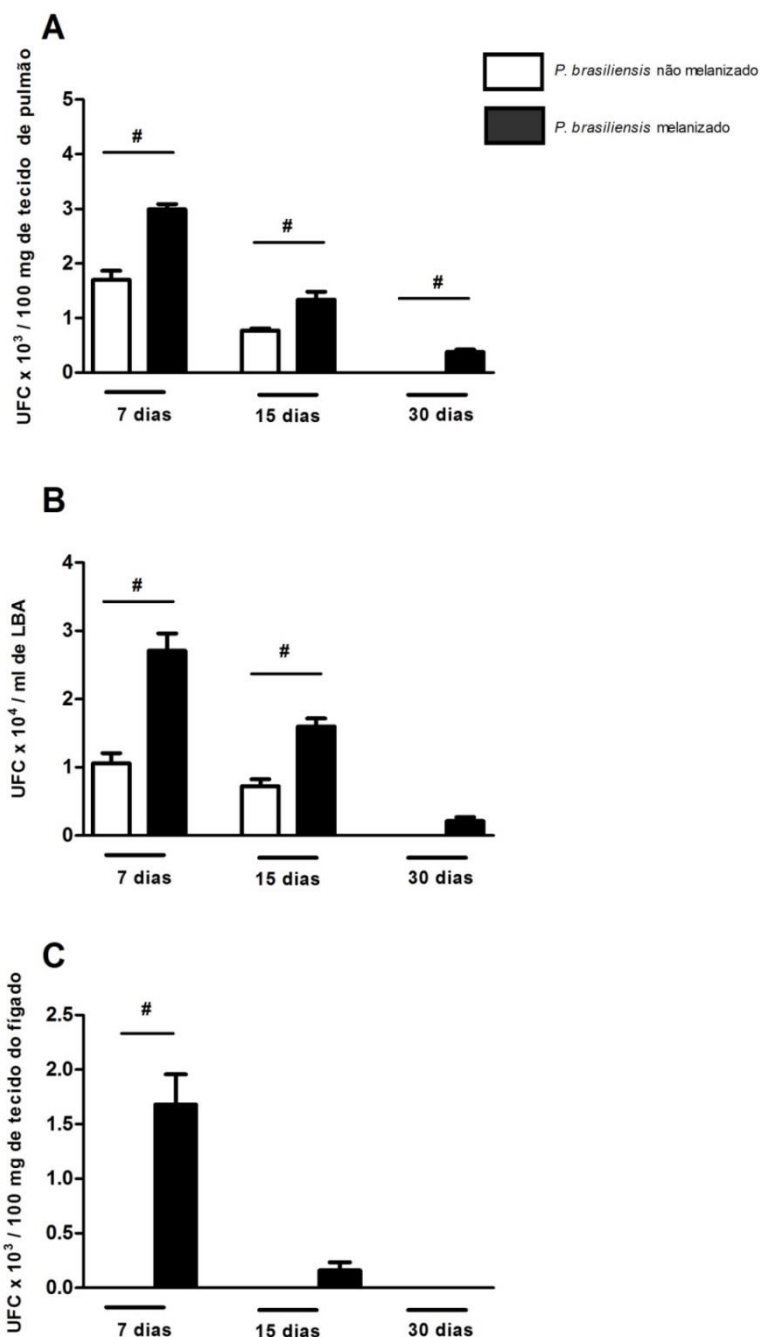 A
P. brasiliensis não melanizado
P. brasiliensis melanizado
UFC x 10³ / 100 mg de tecido de pulmão
5
4
3
2
1
0
#
#
#
7 dias
15 dias
30 dias
B
UFC x 10⁴ / ml de LBA
4
3
2
1
0
#
#
7 dias
15 dias
30 dias
C
UFC x 10³ / 100 mg de tecido do fígado
2.5
2.0
1.5
1.0
0.5
0.0
#
7 dias
15 dias
30 dias